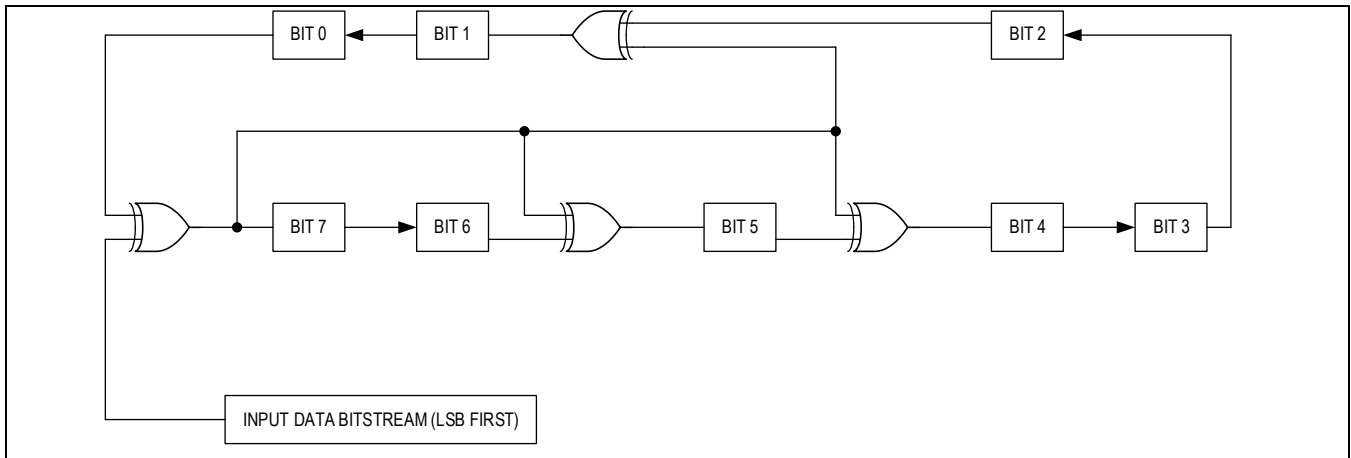 BIT 0
BIT 1
BIT 2
BIT 7
BIT 6
BIT 5
BIT 4
BIT 3
INPUT DATA BITSTREAM (LSB FIRST)